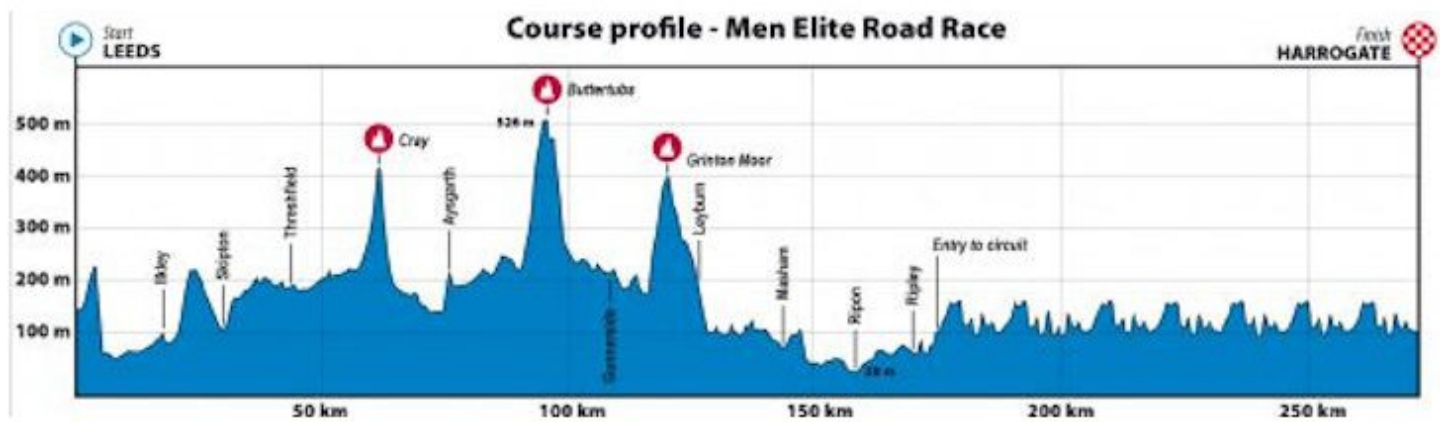 Course profile - Men Elite Road Race
Start
LEEDS
Finish
HARROGATE
500 m
400 m
300 m
200 m
100 m
Ilkley
Skipton
Threshfield
Cray
Aysgarth
526 m
Buttertubs
Grinton Moor
Leyburn
Masham
Ripon
Ripley
Entry to circuit
50 km
100 km
150 km
200 km
250 km